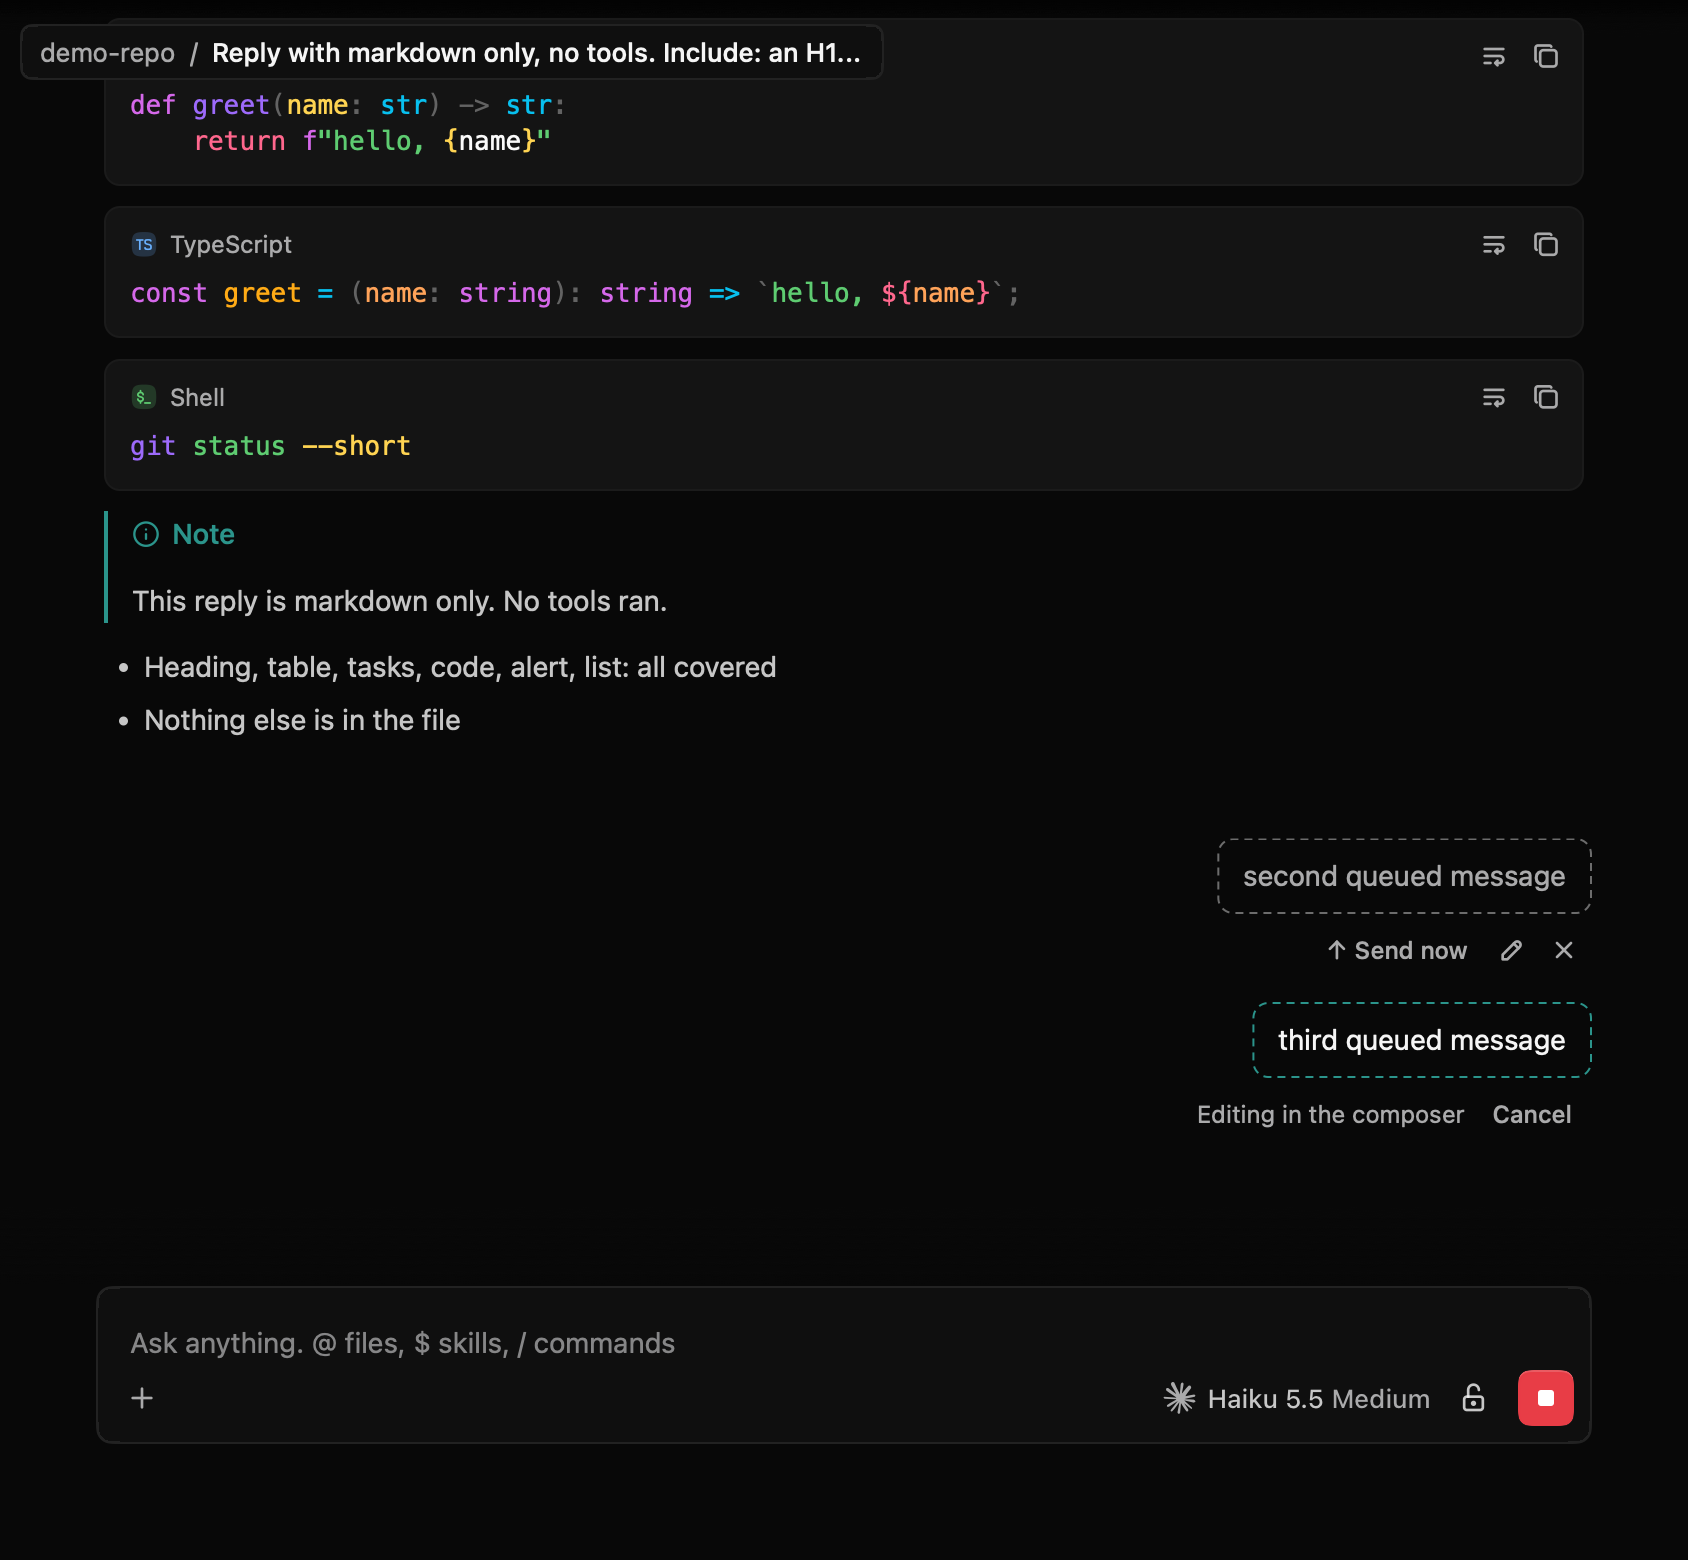 demo-repo / Reply with markdown only, no tools. Include: an H1...
def greet(name: str) -> str:
    return f"hello, {name}"
TS TypeScript
const greet = (name: string): string => `hello, ${name}`;
$_ Shell
git status --short
Note
This reply is markdown only. No tools ran.
• Heading, table, tasks, code, alert, list: all covered
• Nothing else is in the file
second queued message
Send now
third queued message
Editing in the composer Cancel
Ask anything. @ files, $ skills, / commands
Haiku 5.5 Medium